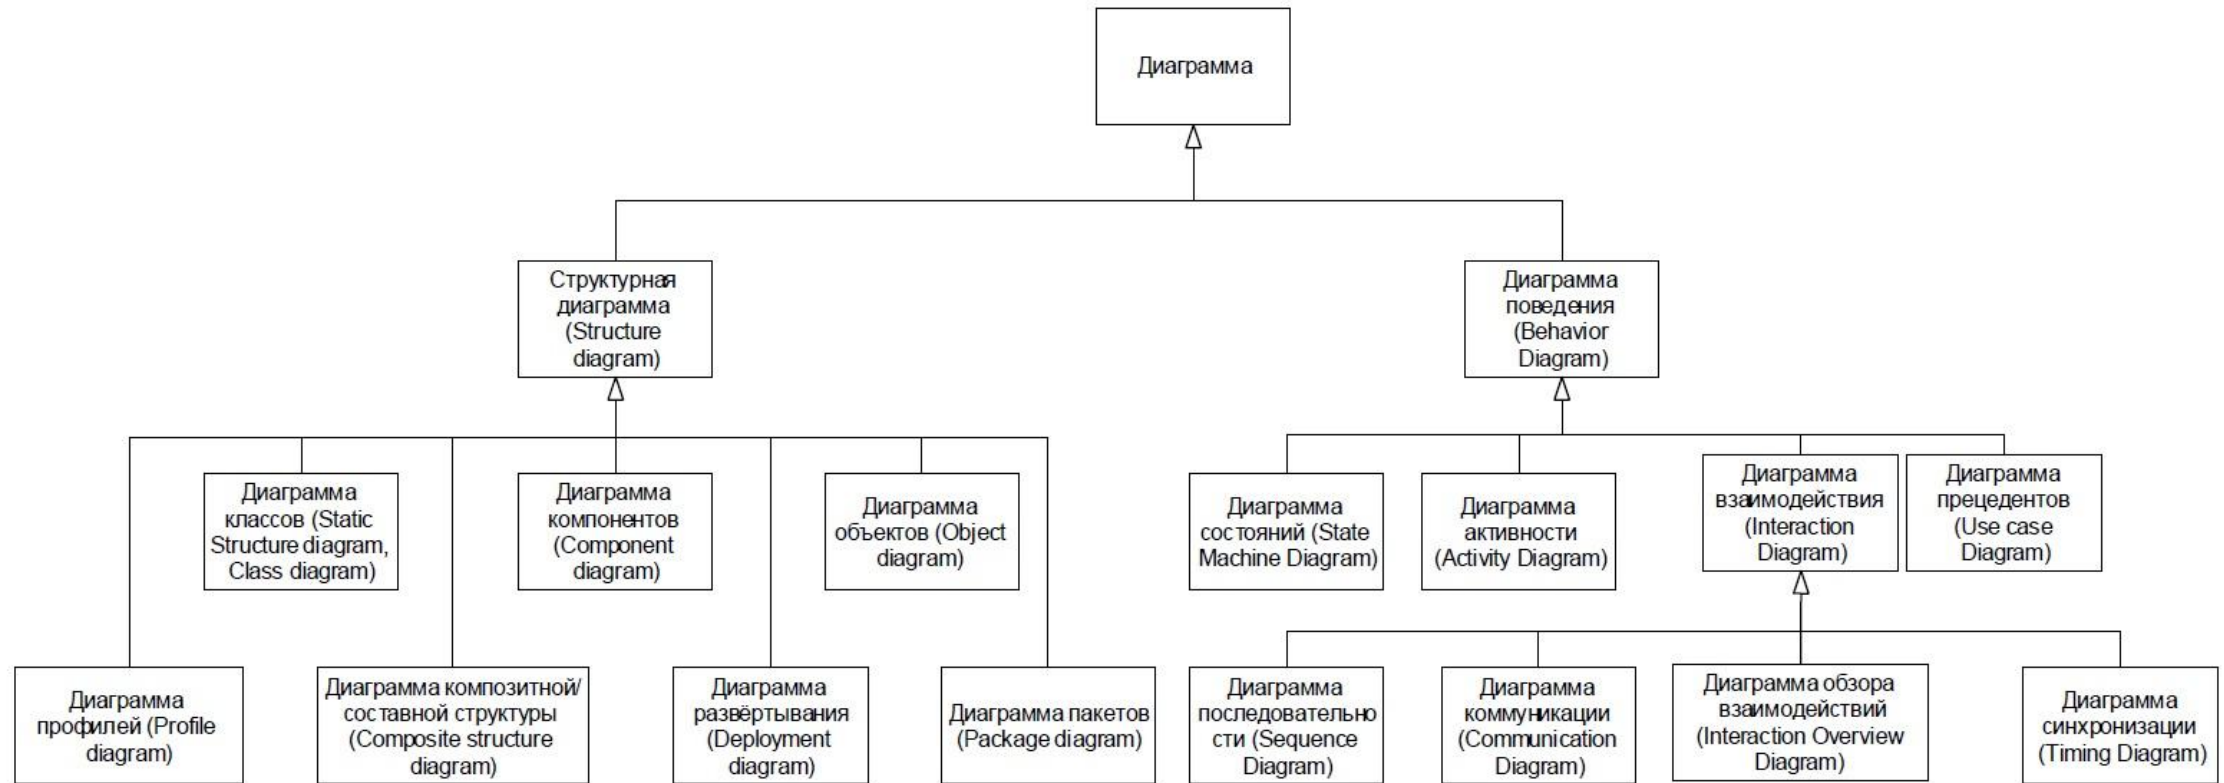 Диаграмма
Структурная
диаграмма
(Structure
diagram)
Диаграмма
поведения
(Behavior
Diagram)
Диаграмма
классов (Static
Structure diagram,
Class diagram)
Диаграмма
компонентов
(Component
diagram)
Диаграмма
объектов (Object
diagram)
Диаграмма
состояний (State
Machine Diagram)
Диаграмма
активности
(Activity Diagram)
Диаграмма
взаимодействия
(Interaction
Diagram)
Диаграмма
прецедентов
(Use case
Diagram)
Диаграмма
профилей (Profile
diagram)
Диаграмма композитной/
составной структуры
(Composite structure
diagram)
Диаграмма
развёртывания
(Deployment
diagram)
Диаграмма пакетов
(Package diagram)
Диаграмма
последовательно
сти (Sequence
Diagram)
Диаграмма
коммуникации
(Communication
Diagram)
Диаграмма обзора
взаимодействий
(Interaction Overview
Diagram)
Диаграмма
синхронизации
(Timing Diagram)